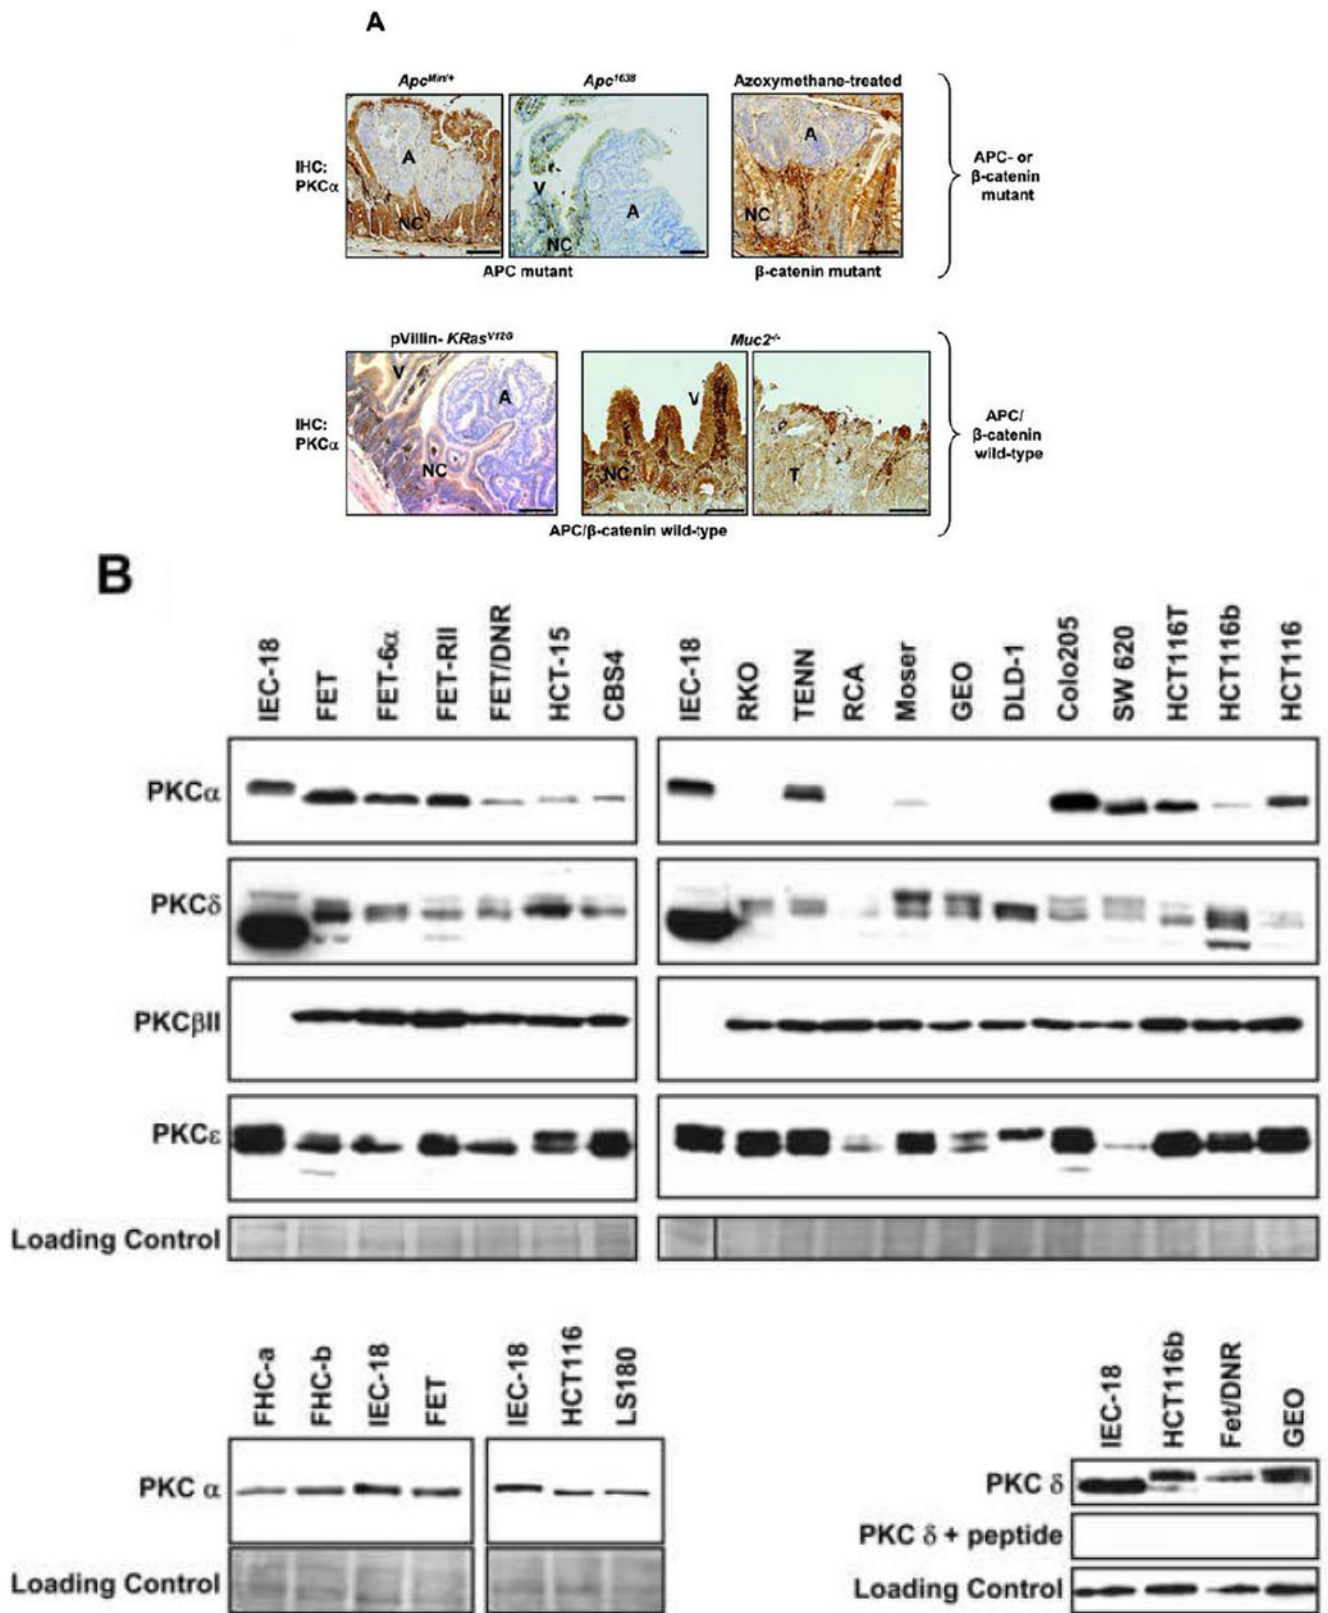 A
Apc^Min/+ Apc^1638 Azoxymethane-treated
IHC:
PKCα
A
NC
V
NC
A
A
NC
APC- or
β-catenin
mutant
APC mutant β-catenin mutant
pVillin- KRas^V12G Muc2^-/-
IHC:
PKCα
V
A
NC
V
NC
T
APC/
β-catenin
wild-type
APC/β-catenin wild-type
B
IEC-18 FET FET-6α FET-RII FET/DNR HCT-15 CBS4 IEC-18 RKO TENN RCA Moser GEO DLD-1 Colo205 SW 620 HCT116T HCT116b HCT116
PKCα
PKCδ
PKCβII
PKCε
Loading Control
FHC-a FHC-b IEC-18 FET IEC-18 HCT116 LS180
PKC α
Loading Control
IEC-18 HCT116b Fet/DNR GEO
PKC δ
PKC δ + peptide
Loading Control